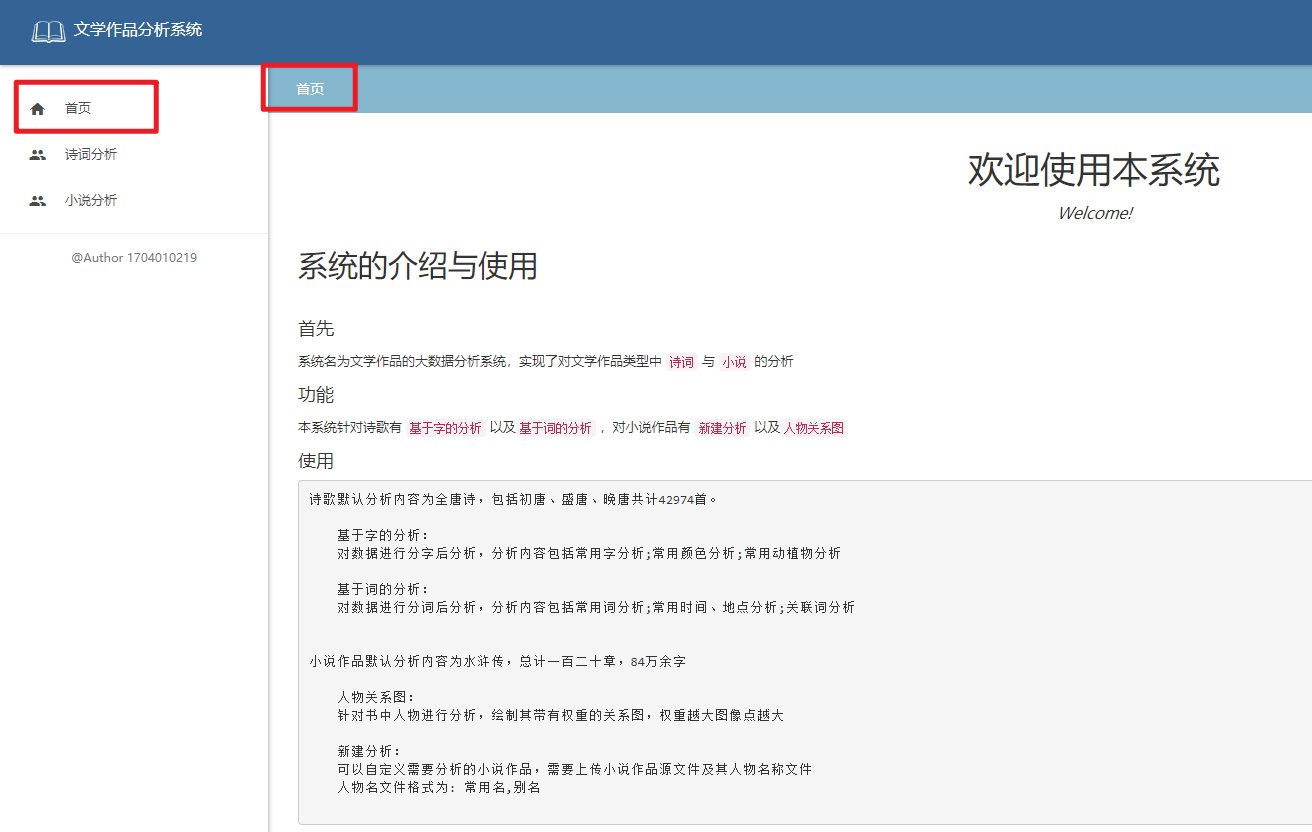 文学作品分析系统
首页
诗词分析
小说分析
@Author 1704010219
首页
欢迎使用本系统
Welcome!
系统的介绍与使用
首先
系统名为文学作品的大数据分析系统，实现了对文学作品类型中 诗词 与 小说 的分析
功能
本系统针对诗歌有 基于字的分析 以及 基于词的分析 ，对小说作品有 新建分析 以及 人物关系图
使用
诗歌默认分析内容为全唐诗，包括初唐、盛唐、晚唐共计42974首。
基于字的分析：
对数据进行分字后分析，分析内容包括常用字分析;常用颜色分析;常用动植物分析
基于词的分析：
对数据进行分词后分析，分析内容包括常用词分析;常用时间、地点分析;关联词分析
小说作品默认分析内容为水浒传，总计一百二十章，84万余字
人物关系图：
针对书中人物进行分析，绘制其带有权重的关系图，权重越大图像点越大
新建分析：
可以自定义需要分析的小说作品，需要上传小说作品源文件及其人物名称文件
人物名文件格式为: 常用名,别名